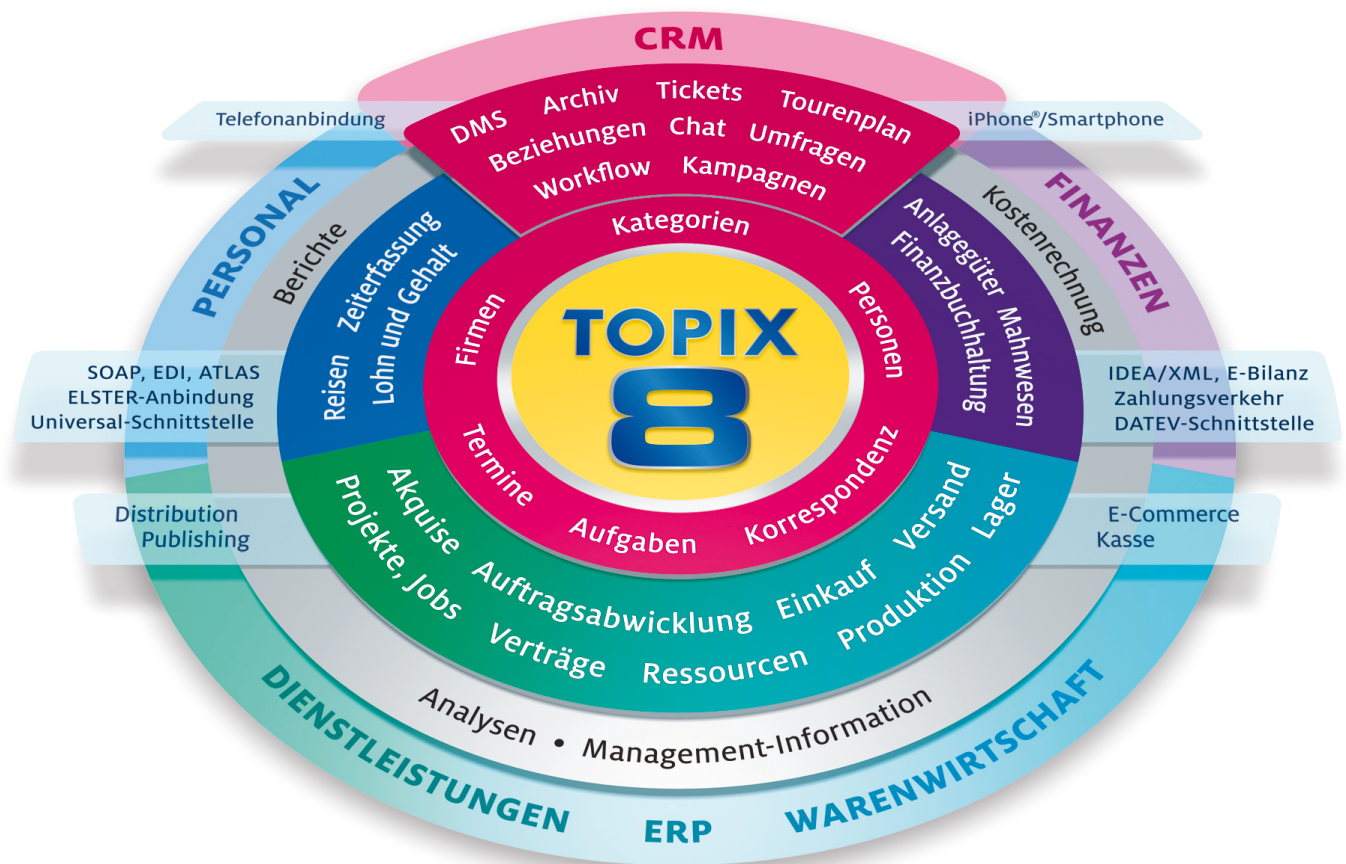 CRM
DMS Archiv Tickets Tourenplan
Beziehungen Chat Umfragen
Workflow Kampagnen
Telefonanbindung
iPhone®/Smartphone
PERSONAL
Berichte
Zeiterfassung
Reisen
Lohn und Gehalt
FINANZEN
Kostenrechnung
Anlagegüter Mahnwesen
Finanzbuchhaltung
Kategorien
Firmen
Personen
TOPIX
8
Termine
Aufgaben
Korrespondenz
SOAP, EDI, ATLAS
ELSTER-Anbindung
Universal-Schnittstelle
IDEA/XML, E-Bilanz
Zahlungsverkehr
DATEV-Schnittstelle
Distribution
Publishing
E-Commerce
Kasse
Akquise Auftragsabwicklung Einkauf Versand
Projekte, Jobs Verträge Ressourcen Produktion Lager
Analysen • Management-Information
DIENSTLEISTUNGEN
ERP
WARENWIRTSCHAFT